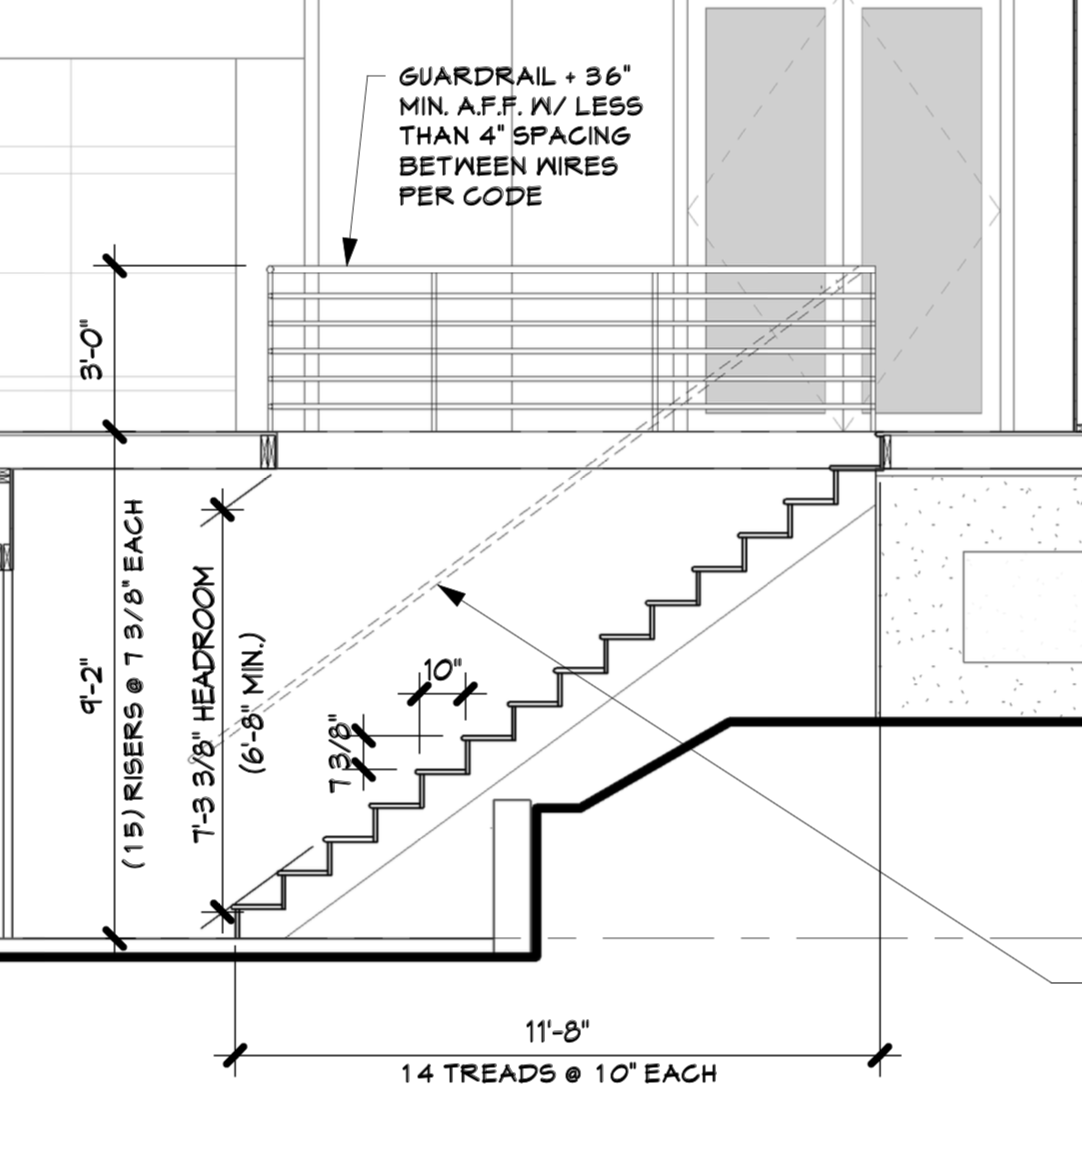 GUARDRAIL + 36"
MIN. A.F.F. W/ LESS
THAN 4" SPACING
BETWEEN WIRES
PER CODE
3'-0"
9'-2"
(15) RISERS @ 7 3/8" EACH
7'-3 3/8" HEADROOM
(6'-8" MIN.)
10"
7 3/8"
11'-8"
14 TREADS @ 10" EACH